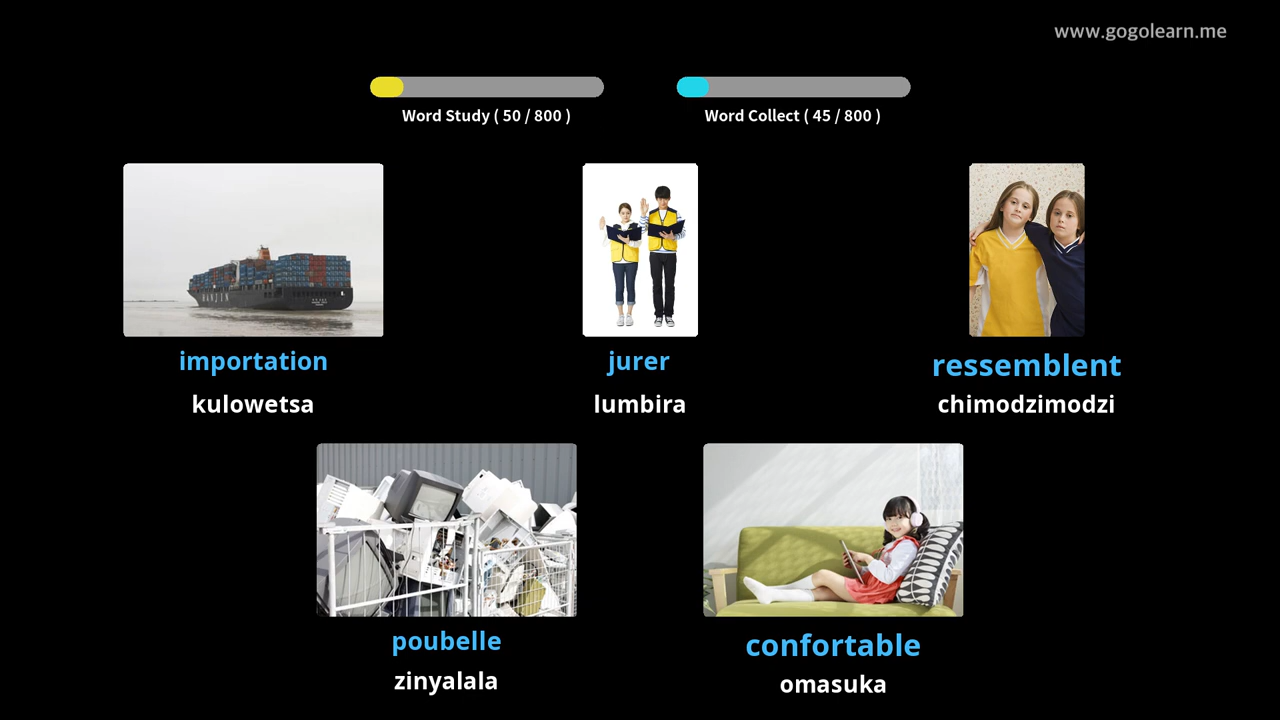 www.gogolearn.me
Word Study ( 50 / 800 )
Word Collect ( 45 / 800 )
HANJIN
importation
jurer
ressemblent
kulowetsa
lumbira
chimodzimodzi
poubelle
confortable
zinyalala
omasuka